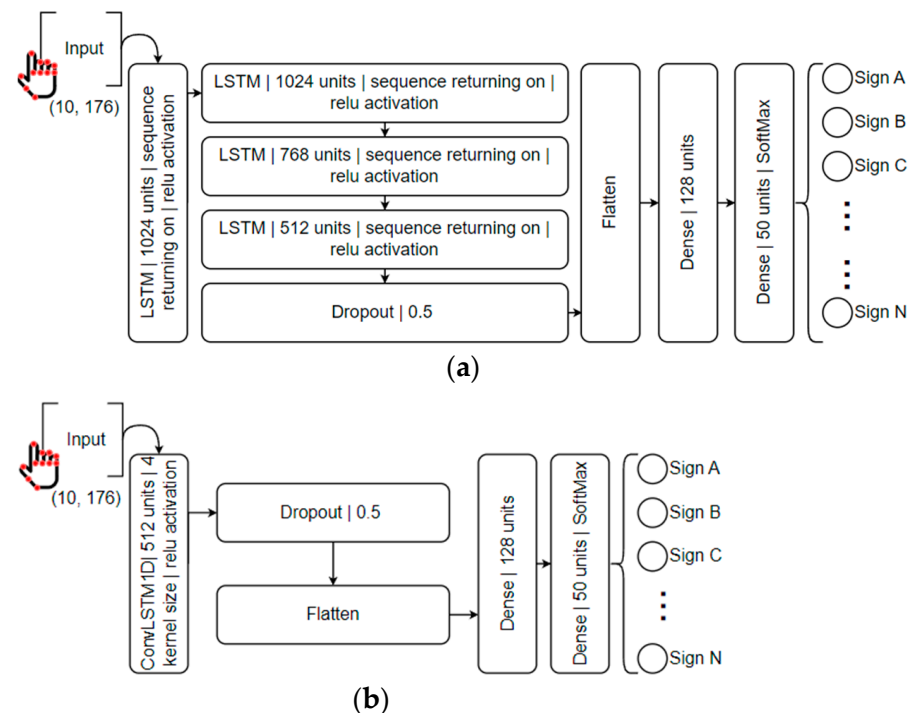 Input
(10, 176)
LSTM | 1024 units | sequence
returning on | relu activation
LSTM | 1024 units | sequence returning on |
relu activation
LSTM | 768 units | sequence returning on |
relu activation
LSTM | 512 units | sequence returning on |
relu activation
Dropout | 0.5
Flatten
Dense | 128 units
Dense | 50 units | SoftMax
Sign A
Sign B
Sign C
Sign N
(a)
Input
(10, 176)
ConvLSTM1D| 512 units | 4
kernel size | relu activation
Dropout | 0.5
Flatten
Dense | 128 units
Dense | 50 units | SoftMax
Sign A
Sign B
Sign C
Sign N
(b)